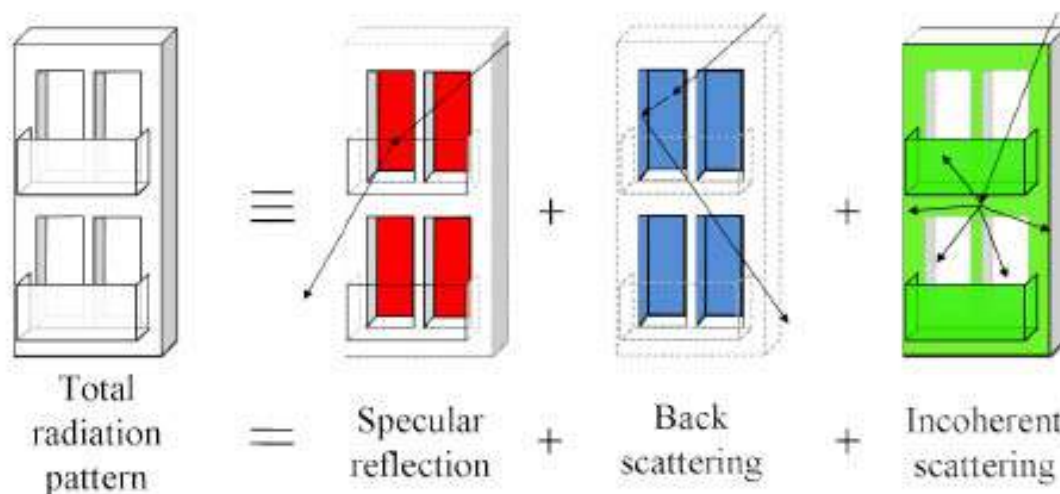 ≡ + +
Total radiation pattern = Specular reflection + Back scattering + Incoherent scattering